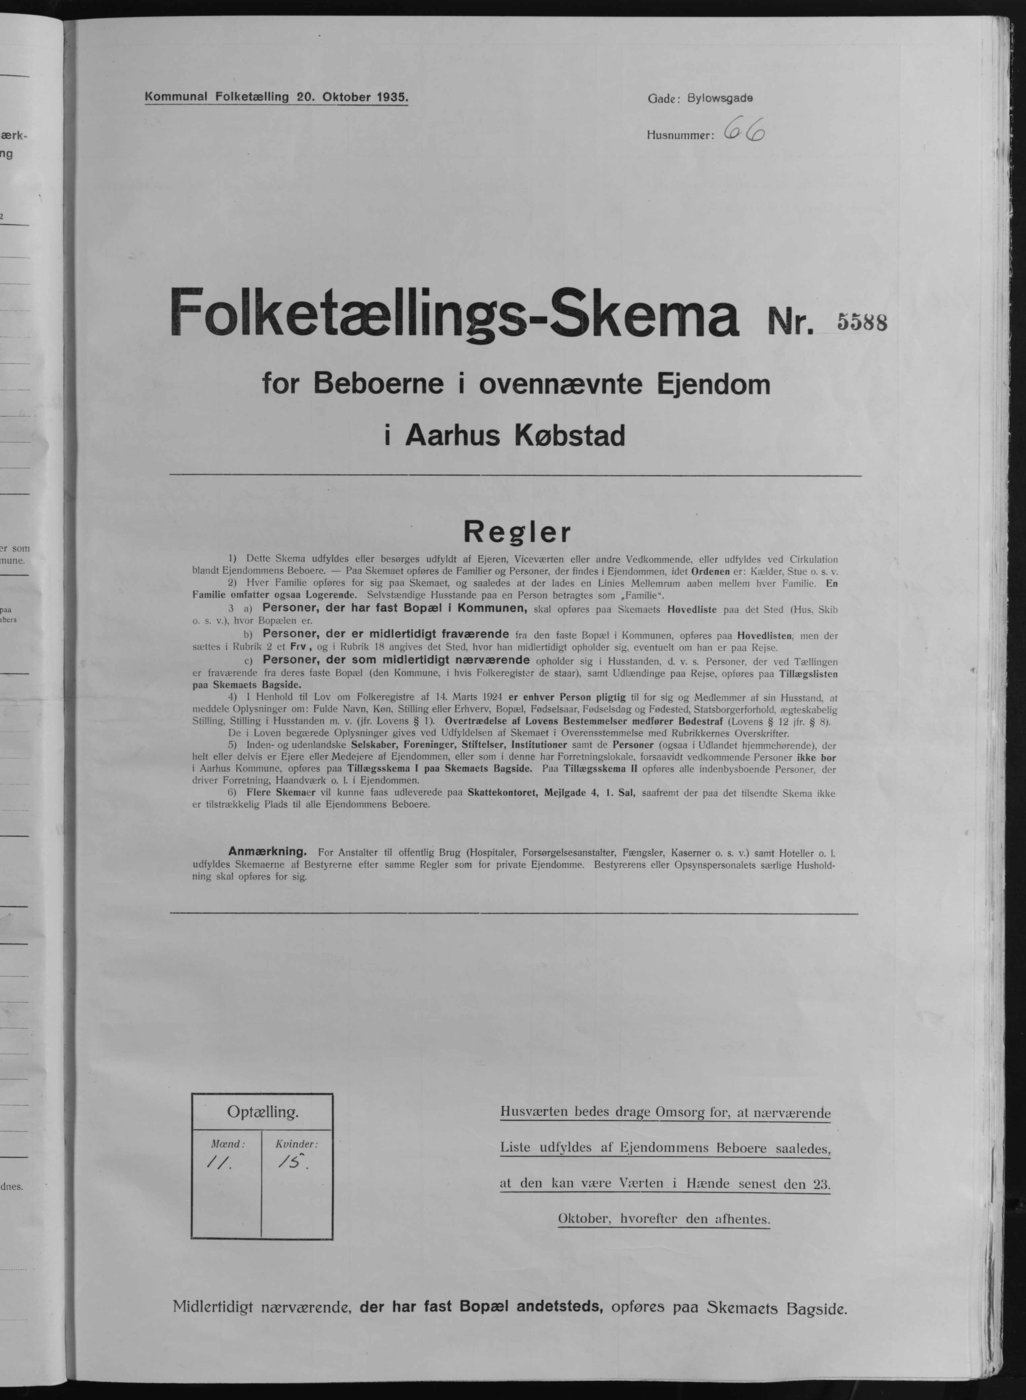 Kommunal Folketælling 20. Oktober 1935.
Gade: Bylowsgade
Husnummer: 66
Folketællings-Skema Nr. 5588
for Beboerne i ovennævnte Ejendom
i Aarhus Købstad
Regler
1) Dette Skema udfyldes eller besørges udfyldt af Ejeren, Viceværten eller andre Vedkommende, eller udfyldes ved Cirkulation
blandt Ejendommens Beboere. — Paa Skemaet opføres de Familier og Personer, der findes i Ejendommen, idet Ordenen er: Kælder, Stue o. s. v.
2) Hver Familie opføres for sig paa Skemaet, og saaledes at der lades en Linies Mellemrum aaben mellem hver Familie. En
Familie omfatter ogsaa Logerende. Selvstændige Husstande paa en Person betragtes som „Familie“.
3 a) Personer, der har fast Bopæl i Kommunen, skal opføres paa Skemaets Hovedliste paa det Sted (Hus, Skib
o. s. v.), hvor Bopælen er.
b) Personer, der er midlertidigt fraværende fra den faste Bopæl i Kommunen, opføres paa Hovedlisten, men der
sættes i Rubrik 2 et Frv., og i Rubrik 18 angives det Sted, hvor han midlertidigt opholder sig, eventuelt om han er paa Rejse.
c) Personer, der som midlertidigt nærværende opholder sig i Husstanden, d. v. s. Personer, der ved Tællingen
er fraværende fra deres faste Bopæl (den Kommune, i hvis Folkeregister de staar), samt Udlændinge paa Rejse, opføres paa Tillægslisten
paa Skemaets Bagside.
4) I Henhold til Lov om Folkeregistre af 14. Marts 1924 er enhver Person pligtig til for sig og Medlemmer af sin Husstand, at
meddele Oplysninger om: Fulde Navn, Køn, Stilling eller Erhverv, Bopæl, Fødselsaar, Fødselsdag og Fødested, Statsborgerforhold, ægteskabelig
Stilling, Stilling i Husstanden m. v. (jfr. Lovens § 1). Overtrædelse af Lovens Bestemmelser medfører Bødestraf (Lovens § 12 jfr. § 8).
De i Loven begærede Oplysninger gives ved Udfyldelsen af Skemaet i Overensstemmelse med Rubrikkernes Overskrifter.
5) Inden- og udenlandske Selskaber, Foreninger, Stiftelser, Institutioner samt de Personer (ogsaa i Udlandet hjemmehørende), der
helt eller delvis er Ejere eller Medejere af Ejendommen, eller som i denne har Forretningslokale, forsaavidt vedkommende Personer ikke bor
i Aarhus Kommune, opføres paa Tillægsskema I paa Skemaets Bagside. Paa Tillægsskema II opføres alle indenbysboende Personer, der
driver Forretning, Haandværk o. l. i Ejendommen.
6) Flere Skemaer vil kunne faas udleverede paa Skattekontoret, Mejlgade 4, 1. Sal, saafremt der paa det tilsendte Skema ikke
er tilstrækkelig Plads til alle Ejendommens Beboere.
Anmærkning. For Anstalter til offentlig Brug (Hospitaler, Forsørgelsesanstalter, Fængsler, Kaserner o. s. v.) samt Hoteller o. l.
udfyldes Skemaerne af Bestyrerne efter samme Regler som for private Ejendomme. Bestyrerens eller Opsynspersonalets særlige Hushold-
ning skal opføres for sig.
Optælling.
Mænd: Kvinder:
11. 15.
Husværten bedes drage Omsorg for, at nærværende
Liste udfyldes af Ejendommens Beboere saaledes,
at den kan være Værten i Hænde senest den 23.
Oktober, hvorefter den afhentes.
Midlertidigt nærværende, der har fast Bopæl andetsteds, opføres paa Skemaets Bagside.